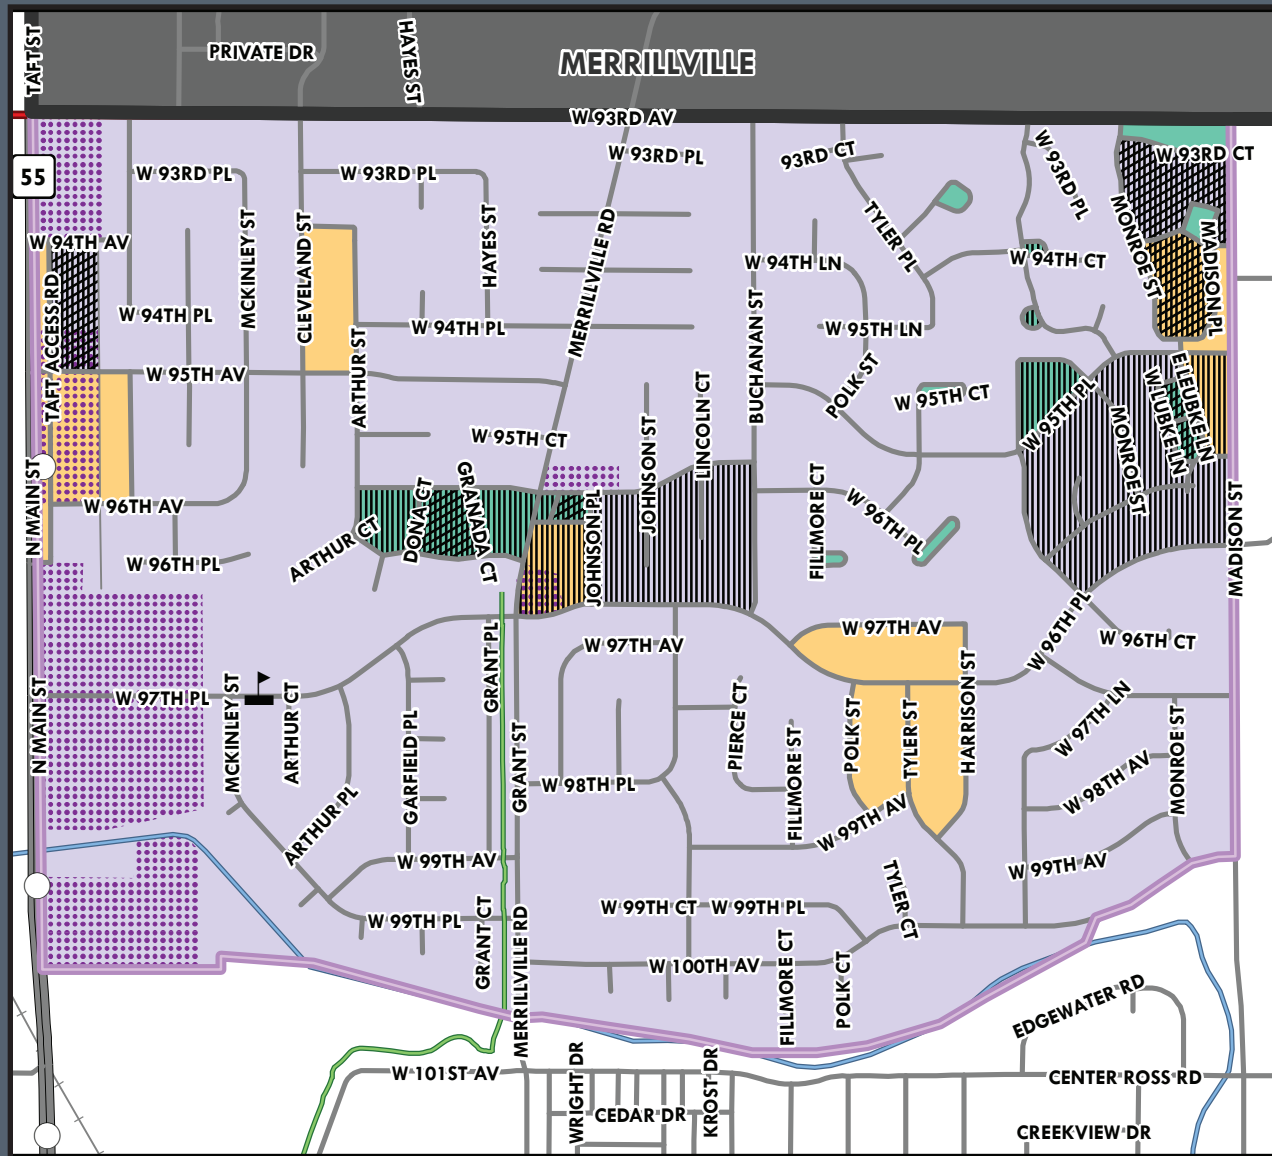 TAFT ST
PRIVATE DR
HAYES ST
MERRILLVILLE
W 93RD AV
55
W 93RD PL
W 93RD PL
W 93RD PL
93RD CT
W 93RD PL
W 93RD CT
W 94TH AV
MCKINLEY ST
CLEVELAND ST
HAYES ST
MERRILLVILLE RD
TYLER PL
MONROE ST
MADISON PL
W 94TH LN
W 94TH CT
TAFT ACCESS RD
W 94TH PL
W 94TH PL
W 95TH LN
ARTHUR ST
BUCHANAN ST
W 95TH AV
POLK ST
W 95TH CT
W 95TH PL
W LUBKE LN
E LEUBKE LN
W 95TH CT
JOHNSON ST
LINCOLN CT
MONROE ST
N MAIN ST
W 96TH AV
ARTHUR CT
DONA CT
GRANADA CT
JOHNSON PL
FILLMORE CT
W 96TH PL
MADISON ST
W 96TH PL
W 96TH PL
W 97TH AV
W 97TH AV
W 96TH CT
N MAIN ST
W 97TH PL
MCKINLEY ST
ARTHUR CT
GARFIELD PL
GRANT PL
GRANT ST
PIERCE CT
FILLMORE ST
POLK ST
TYLER ST
HARRISON ST
W 97TH LN
MONROE ST
W 98TH PL
W 98TH AV
ARTHUR PL
W 99TH AV
W 99TH AV
W 99TH AV
W 99TH PL
GRANT CT
MERRILLVILLE RD
W 99TH CT
W 99TH PL
TYLER CT
W 100TH AV
FILLMORE CT
POLK CT
EDGEWATER RD
W 101ST AV
WRIGHT DR
CEDAR DR
KROST DR
CENTER ROSS RD
CREEKVIEW DR